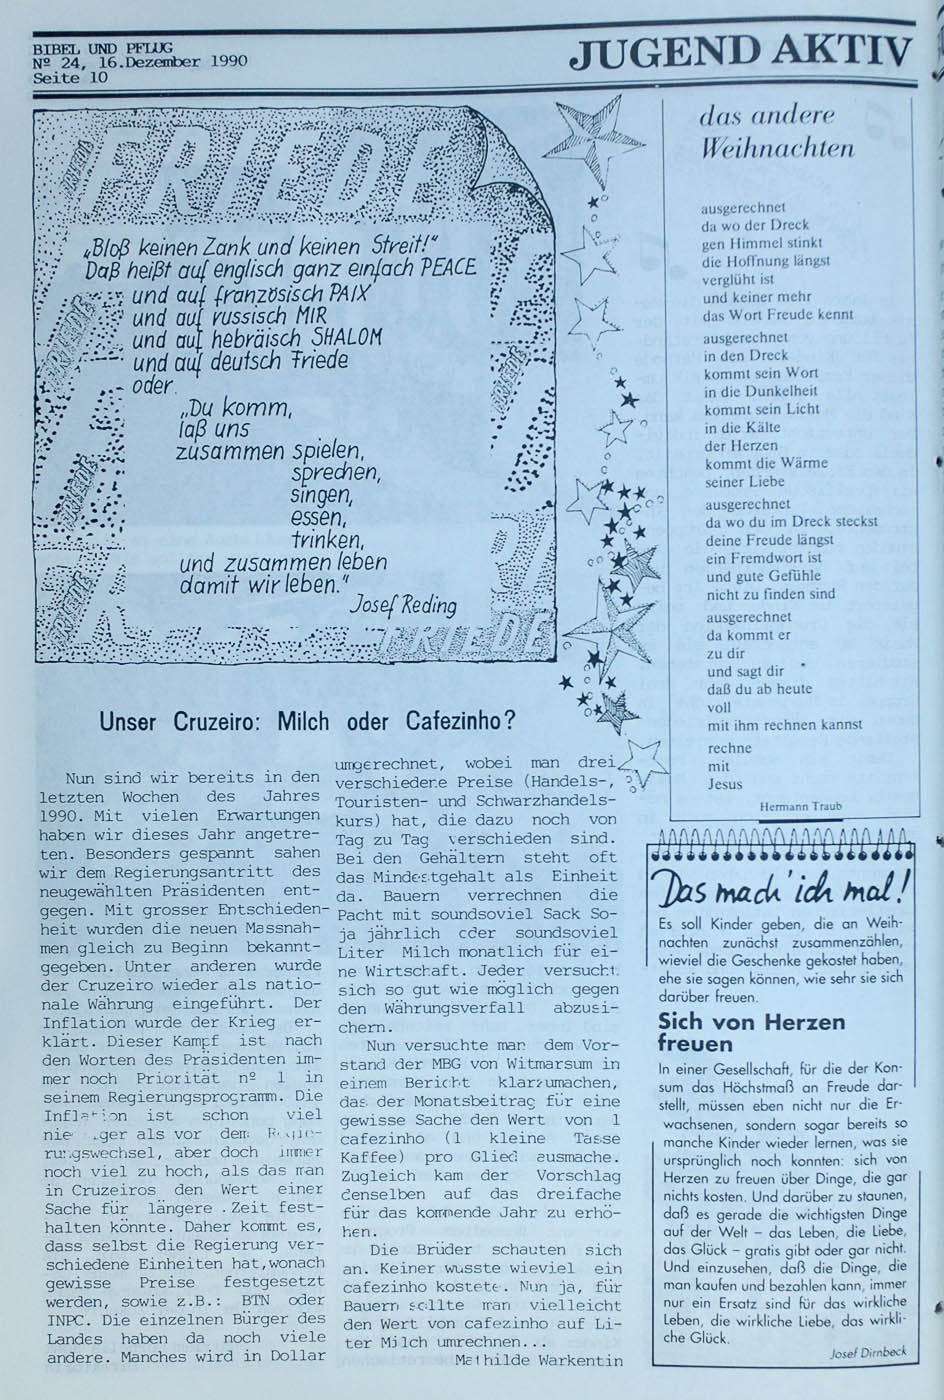 BIBEL UND PFLUG
Nº 24, 16.Dezember 1990
Seite 10
JUGEND AKTIV
FRIEDE
„Bloß keinen Zank und keinen Streit!“
Daß heißt auf englisch ganz einfach PEACE
und auf französisch PAIX
und auf russisch MIR
und auf hebräisch SHALOM
und auf deutsch Friede
oder
„Du komm,
laß uns
zusammen spielen,
sprechen,
singen,
essen,
trinken,
und zusammen leben
damit wir leben.“
Josef Reding
FRIEDE
FRIEDE
FRIEDE
FRIEDE
FRIEDE
FRIEDE
das andere
Weihnachten
ausgerechnet
da wo der Dreck
gen Himmel stinkt
die Hoffnung längst
verglüht ist
und keiner mehr
das Wort Freude kennt
ausgerechnet
in den Dreck
kommt sein Wort
in die Dunkelheit
kommt sein Licht
in die Kälte
der Herzen
kommt die Wärme
seiner Liebe
ausgerechnet
da wo du im Dreck steckst
deine Freude längst
ein Fremdwort ist
und gute Gefühle
nicht zu finden sind
ausgerechnet
da kommt er
zu dir
und sagt dir
daß du ab heute
voll
mit ihm rechnen kannst
rechne
mit
Jesus
Hermann Traub
Unser Cruzeiro: Milch oder Cafezinho?
Nun sind wir bereits in den
letzten Wochen des Jahres
1990. Mit vielen Erwartungen
haben wir dieses Jahr angetre-
ten. Besonders gespannt sahen
wir dem Regierungsantritt des
neugewählten Präsidenten ent-
gegen. Mit grosser Entschieden-
heit wurden die neuen Massnah-
men gleich zu Beginn bekannt-
gegeben. Unter anderen wurde
der Cruzeiro wieder als natio-
nale Währung eingeführt. Der
Inflation wurde der Krieg er-
klärt. Dieser Kampf ist nach
den Worten des Präsidenten im-
mer noch Priorität nº 1 in
seinem Regierungsprogramm. Die
Inflation ist schon viel
niedriger als vor dem Regie-
rungswechsel, aber doch immer
noch viel zu hoch, als das man
in Cruzeiros den Wert einer
Sache für längere Zeit fest-
halten könnte. Daher kommt es,
dass selbst die Regierung ver-
schiedene Einheiten hat,wonach
gewisse Preise festgesetzt
werden, sowie z.B.: BTN oder
INPC. Die einzelnen Bürger des
Landes haben da noch viele
andere. Manches wird in Dollar
umgerechnet, wobei man drei
verschiedene Preise (Handels-,
Touristen- und Schwarzhandels-
kurs) hat, die dazu noch von
Tag zu Tag verschieden sind.
Bei den Gehältern steht oft
das Mindestgehalt als Einheit
da. Bauern verrechnen die
Pacht mit soundsoviel Sack So-
ja jährlich oder soundsoviel
Liter Milch monatlich für ei-
ne Wirtschaft. Jeder versucht
sich so gut wie möglich gegen
den Währungsverfall abzusi-
chern.
Nun versuchte man dem Vor-
stand der MBG von Witmarsum in
einem Bericht klarzumachen,
das der Monatsbeitrag für eine
gewisse Sache den Wert von 1
cafezinho (1 kleine Tasse
Kaffee) pro Glied ausmache.
Zugleich kam der Vorschlag
denselben auf das dreifache
für das kommende Jahr zu erhö-
hen.
Die Brüder schauten sich
an. Keiner wusste wieviel ein
cafezinho kostete. Nun ja, für
Bauern sollte man vielleicht
den Wert von cafezinho auf Li-
ter Milch umrechnen...
Mathilde Warkentin
Das mach' ich mal!
Es soll Kinder geben, die an Weih-
nachten zunächst zusammenzählen,
wieviel die Geschenke gekostet haben,
ehe sie sagen können, wie sehr sie sich
darüber freuen.
Sich von Herzen
freuen
In einer Gesellschaft, für die der Kon-
sum das Höchstmaß an Freude dar-
stellt, müssen eben nicht nur die Er-
wachsenen, sondern sogar bereits so
manche Kinder wieder lernen, was sie
ursprünglich noch konnten: sich von
Herzen zu freuen über Dinge, die gar
nichts kosten. Und darüber zu staunen,
daß es gerade die wichtigsten Dinge
auf der Welt – das Leben, die Liebe,
das Glück – gratis gibt oder gar nicht.
Und einzusehen, daß die Dinge, die
man kaufen und bezahlen kann, immer
nur ein Ersatz sind für das wirkliche
Leben, die wirkliche Liebe, das wirkli-
che Glück.
Josef Dirnbeck